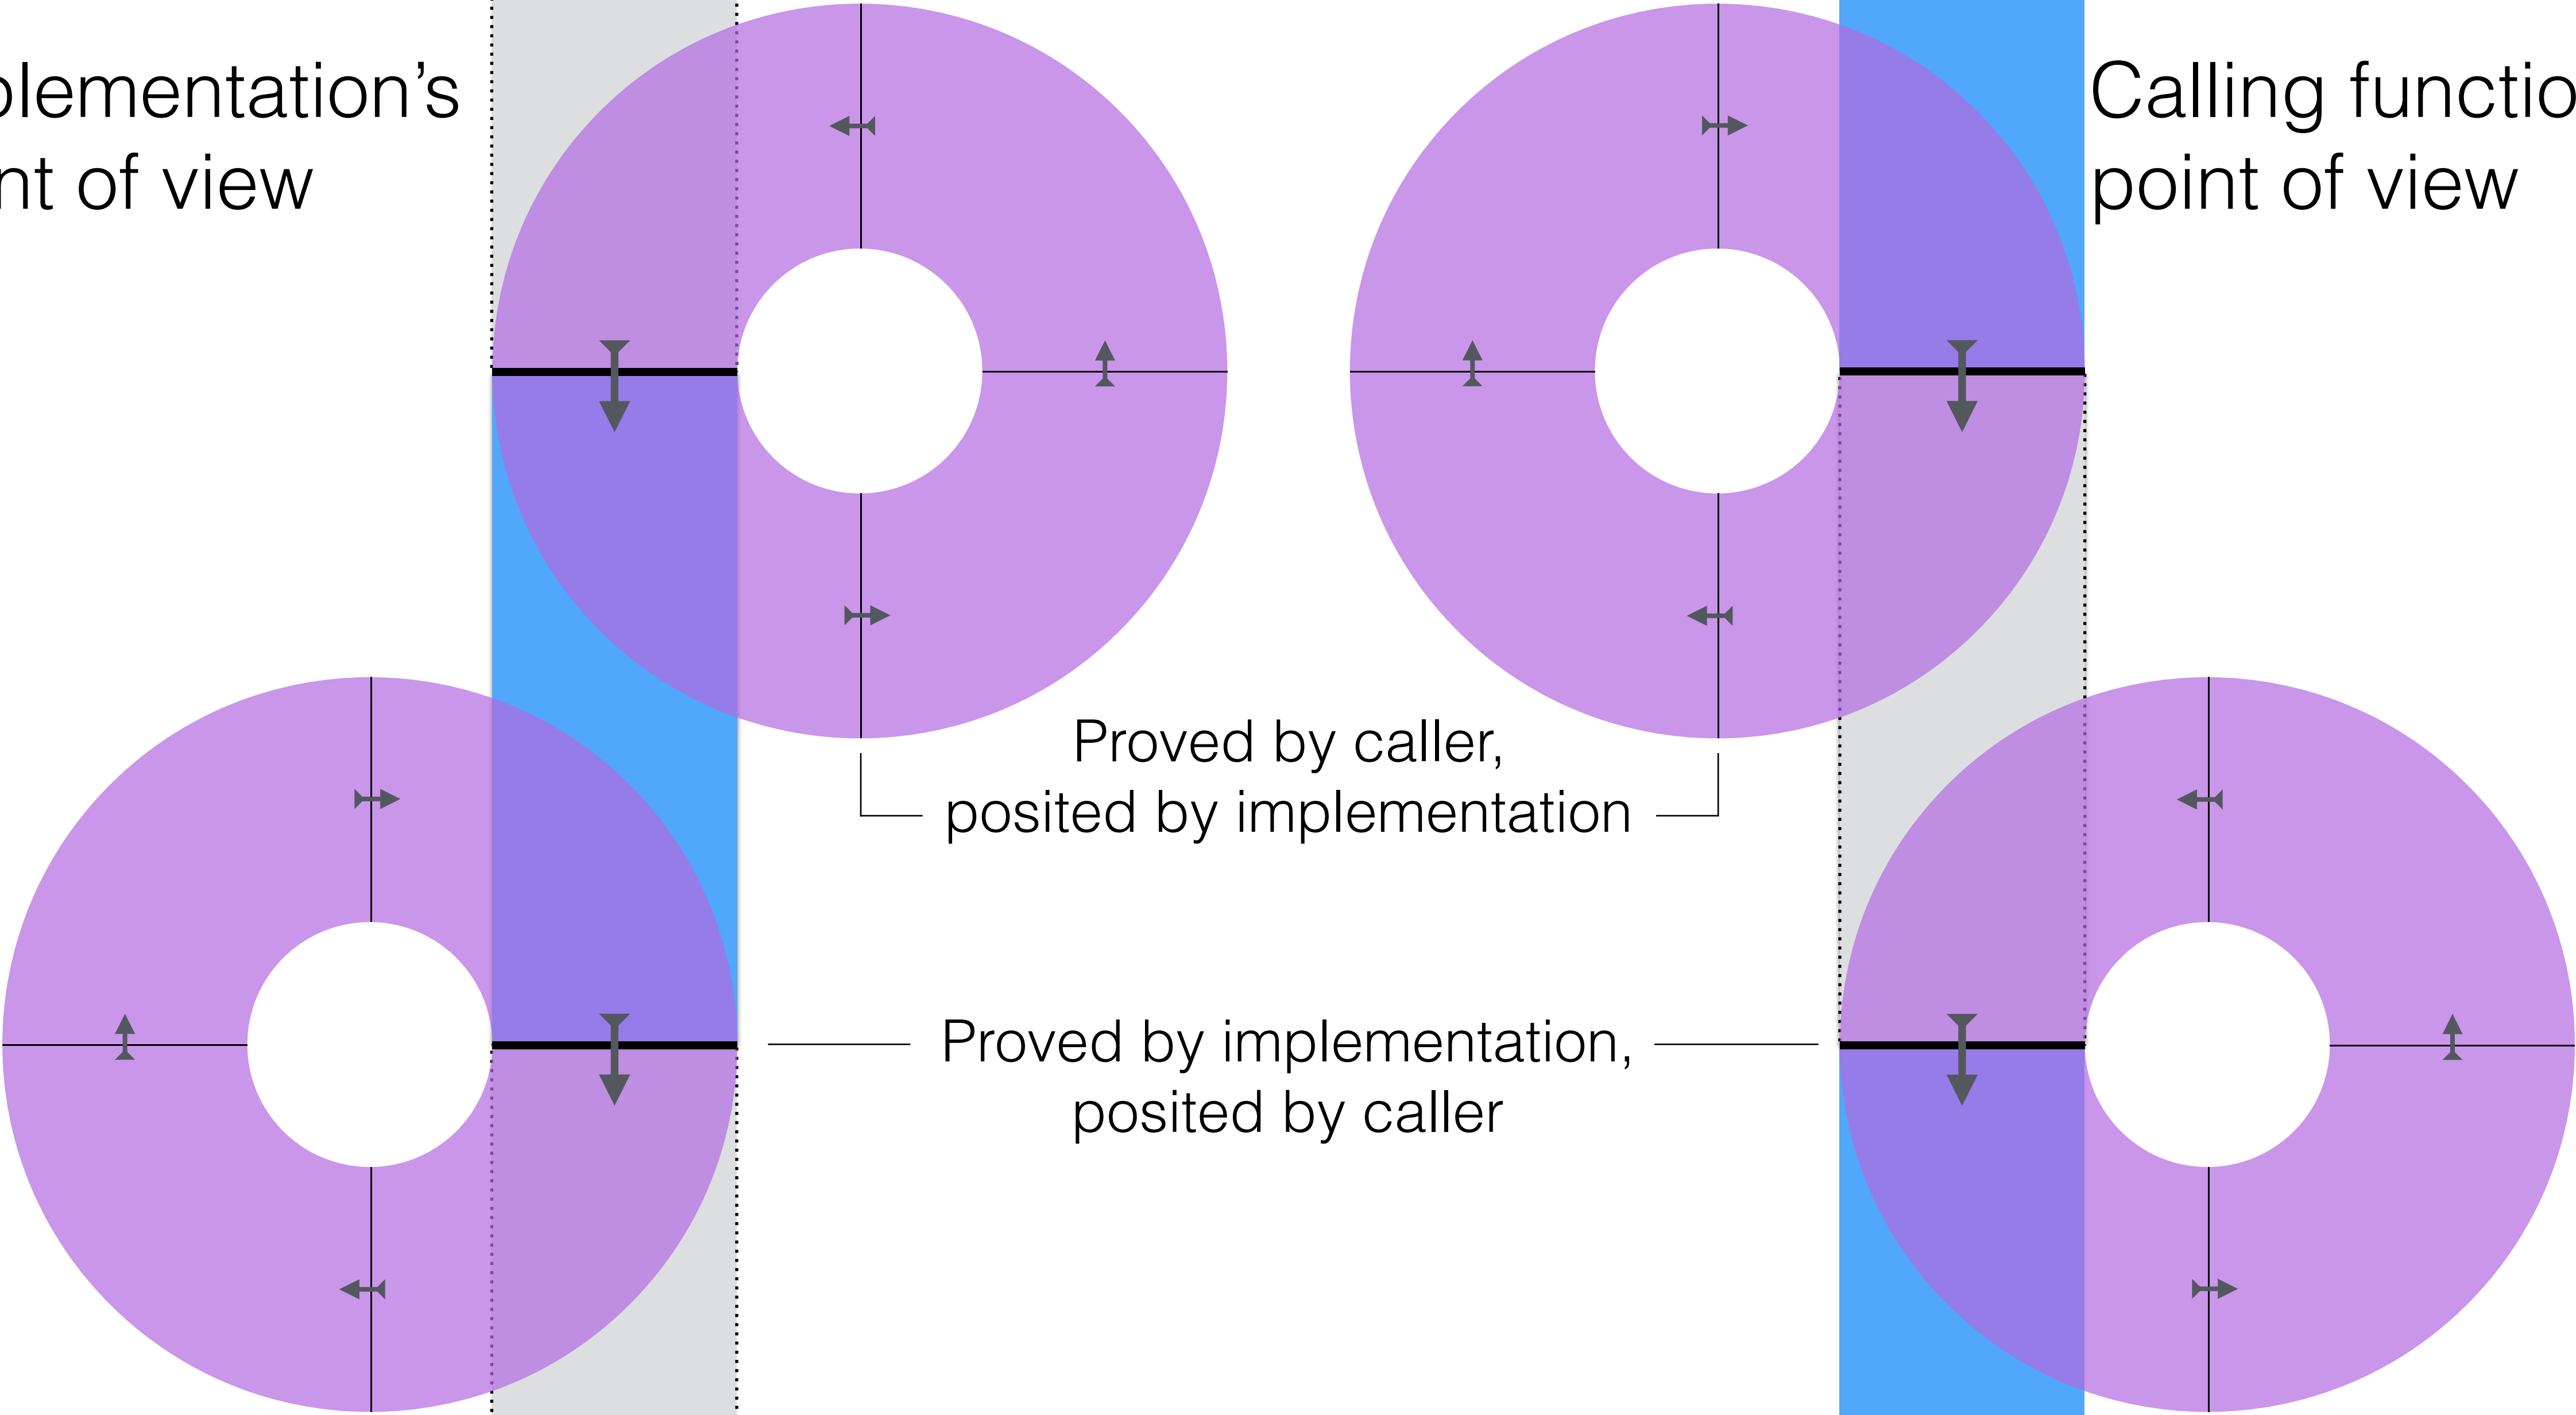 plementation’s
nt of view
Calling functio
point of view
Proved by caller,
posited by implementation
Proved by implementation,
posited by caller